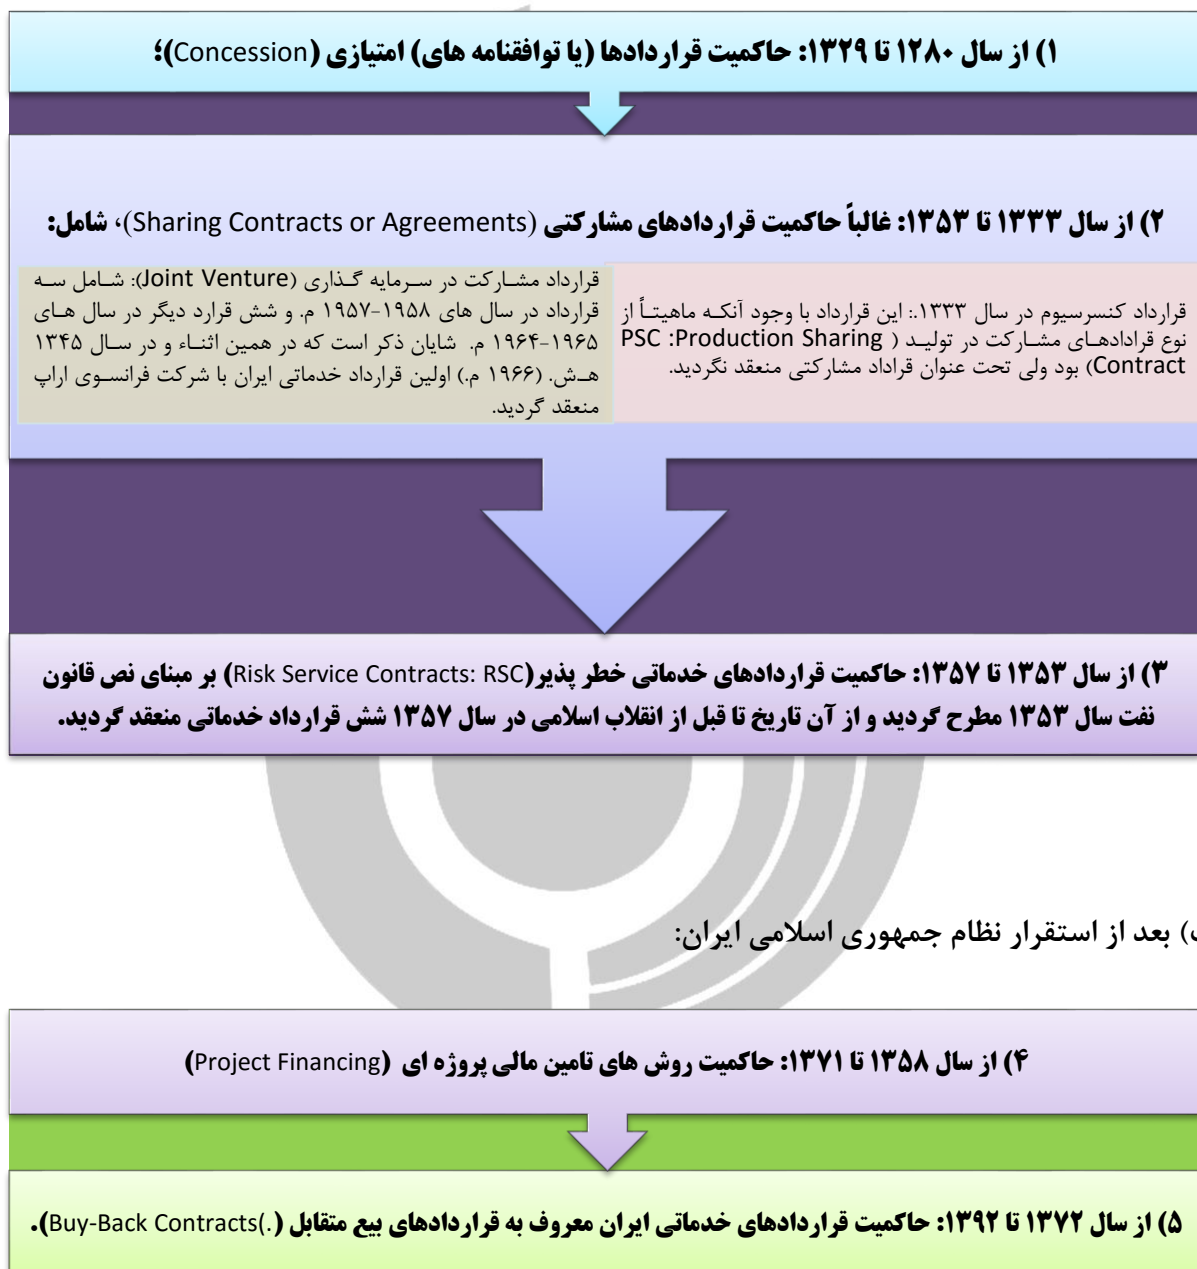 ۱) از سال ۱۲۸۰ تا ۱۳۲۹: حاکمیت قراردادها (یا توافقنامه های) امتیازی (Concession)؛
۲) از سال ۱۳۳۳ تا ۱۳۵۳: غالباً حاکمیت قراردادهای مشارکتی (Sharing Contracts or Agreements)، شامل:
قرارداد کنسرسیوم در سال ۱۳۳۳.: این قرارداد با وجود آنکه ماهیتاً از
نوع قرادادهای مشارکت در تولید ( PSC :Production Sharing
Contract) بود ولی تحت عنوان قراداد مشارکتی منعقد نگردید.
قرارداد مشارکت در سرمایه گذاری (Joint Venture): شامل سه
قرارداد در سال های ۱۹۵۸-۱۹۵۷ م. و شش قرارد دیگر در سال های
۱۹۶۵-۱۹۶۴ م. شایان ذکر است که در همین اثناء و در سال ۱۳۴۵
هـش. (۱۹۶۶ م.) اولین قرارداد خدماتی ایران با شرکت فرانسوی اراپ
منعقد گردید.
۳) از سال ۱۳۵۳ تا ۱۳۵۷: حاکمیت قراردادهای خدماتی خطر پذیر(Risk Service Contracts: RSC) بر مبنای نص قانون
نفت سال ۱۳۵۳ مطرح گردید و از آن تاریخ تا قبل از انقلاب اسلامی در سال ۱۳۵۷ شش قرارداد خدماتی منعقد گردید.
) بعد از استقرار نظام جمهوری اسلامی ایران:
۴) از سال ۱۳۵۸ تا ۱۳۷۱: حاکمیت روش های تامین مالی پروژه ای (Project Financing)
۵) از سال ۱۳۷۲ تا ۱۳۹۲: حاکمیت قراردادهای خدماتی ایران معروف به قراردادهای بیع متقابل (.Buy-Back Contracts).